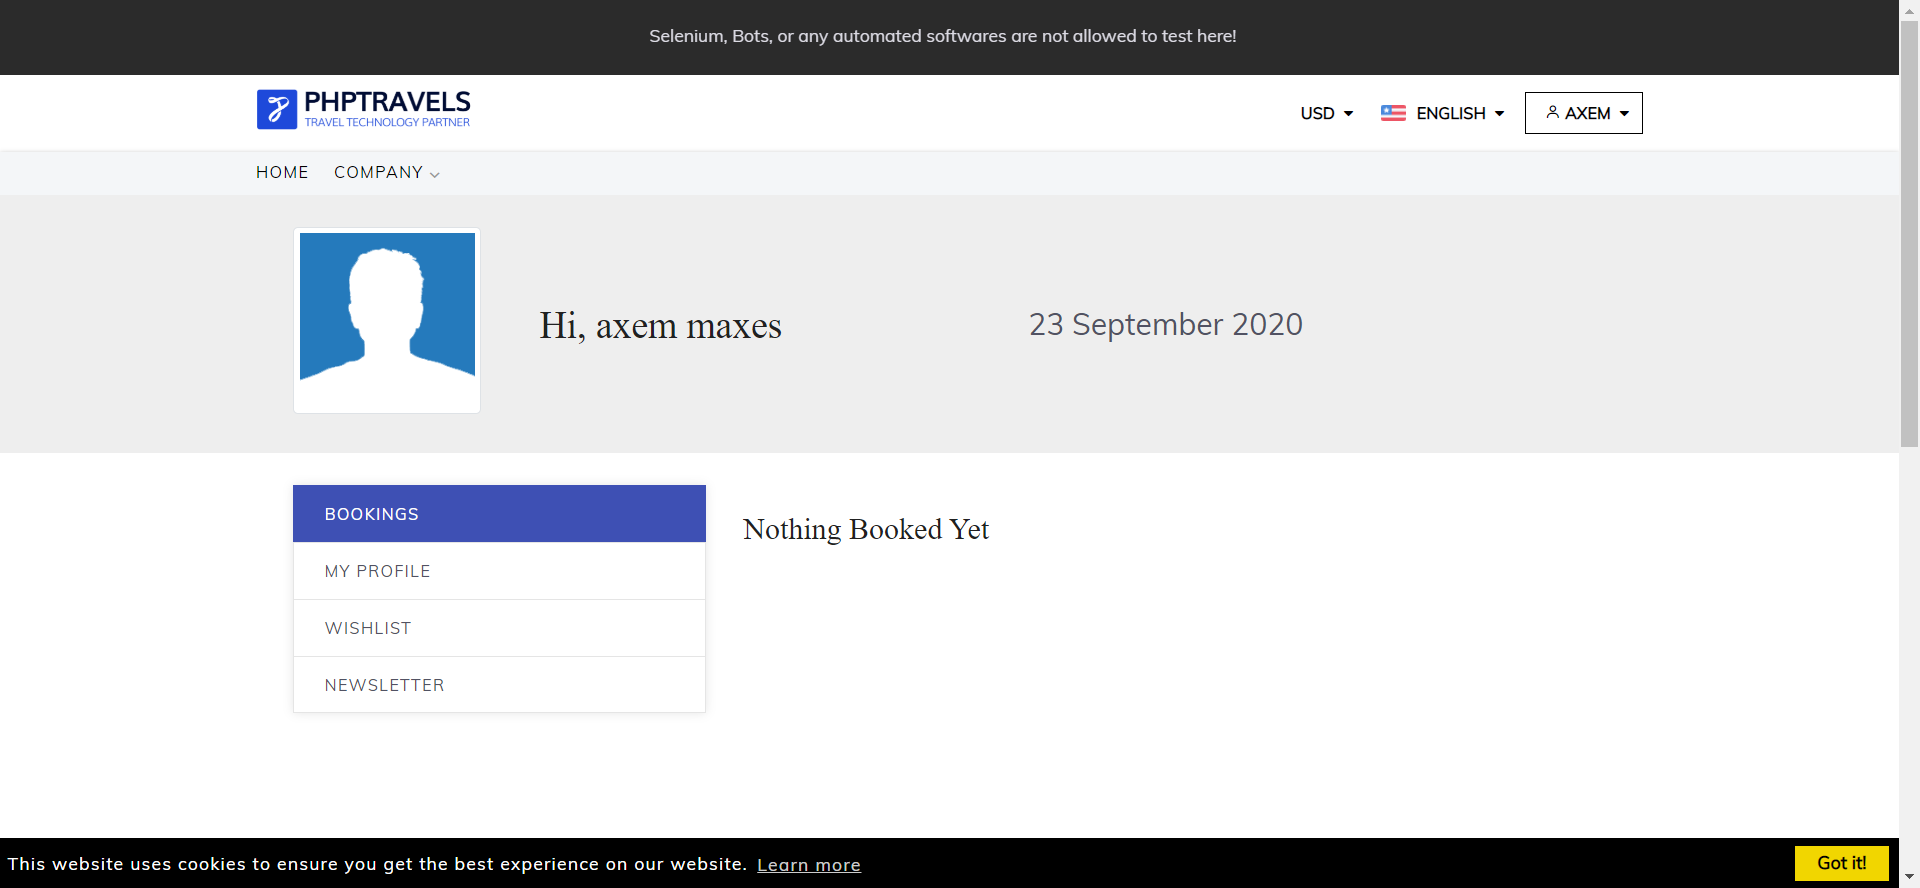 Selenium, Bots, or any automated softwares are not allowed to test here!
PHPTRAVELS
TRAVEL TECHNOLOGY PARTNER
USD
ENGLISH
AXEM
HOME
COMPANY
Hi, axem maxes
23 September 2020
BOOKINGS
MY PROFILE
WISHLIST
NEWSLETTER
Nothing Booked Yet
This website uses cookies to ensure you get the best experience on our website. Learn more
Got it!